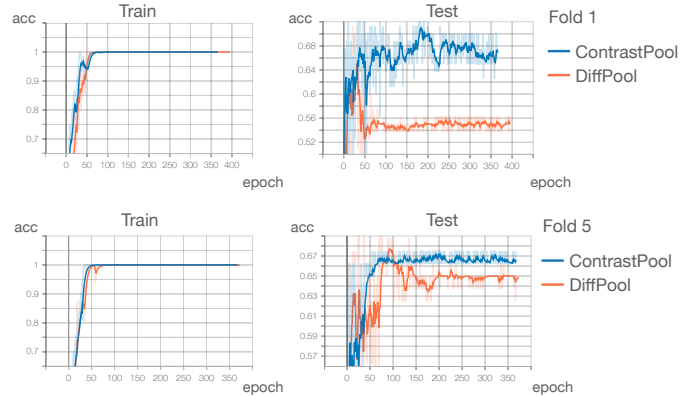 Train
Test
Fold 1
acc
acc
1
0.9
0.8
0.7
0 50 100 150 200 250 300 350 400
epoch
0.68
0.64
0.6
0.56
0.52
0 50 100 150 200 250 300 350 400
epoch
ContrastPool
DiffPool
Train
Test
Fold 5
acc
acc
1
0.9
0.8
0.7
0 50 100 150 200 250 300 350
epoch
0.67
0.65
0.63
0.61
0.59
0.57
0 50 100 150 200 250 300 350
epoch
ContrastPool
DiffPool